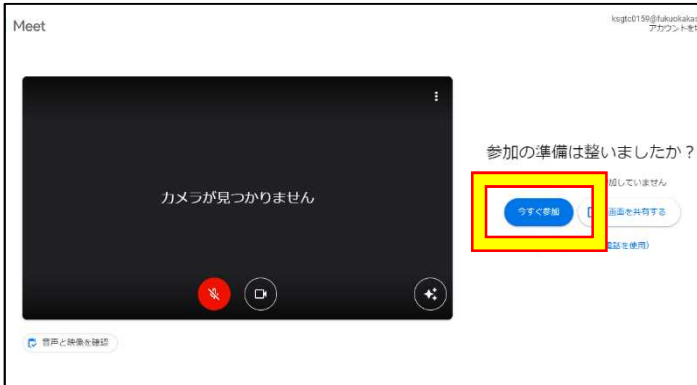 Meet
ksgtc0159@fukuokakas
アカウントを
カメラが見つかりません
参加の準備は整いましたか？
加していません
今すぐ参加
画面を共有する
電話を使用）
音声と映像を確認